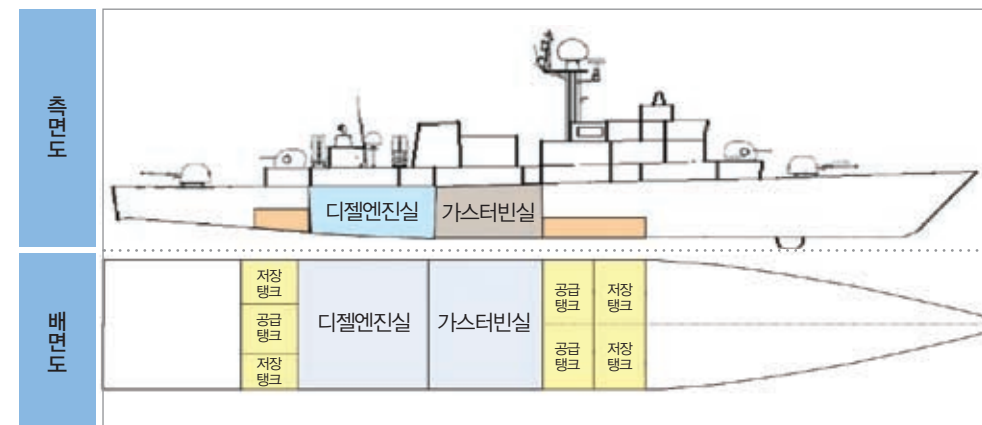 측면도
디젤엔진실
가스터빈실
배면도
저장
탱크
공급
탱크
저장
탱크
디젤엔진실
가스터빈실
공급
탱크
저장
탱크
공급
탱크
저장
탱크